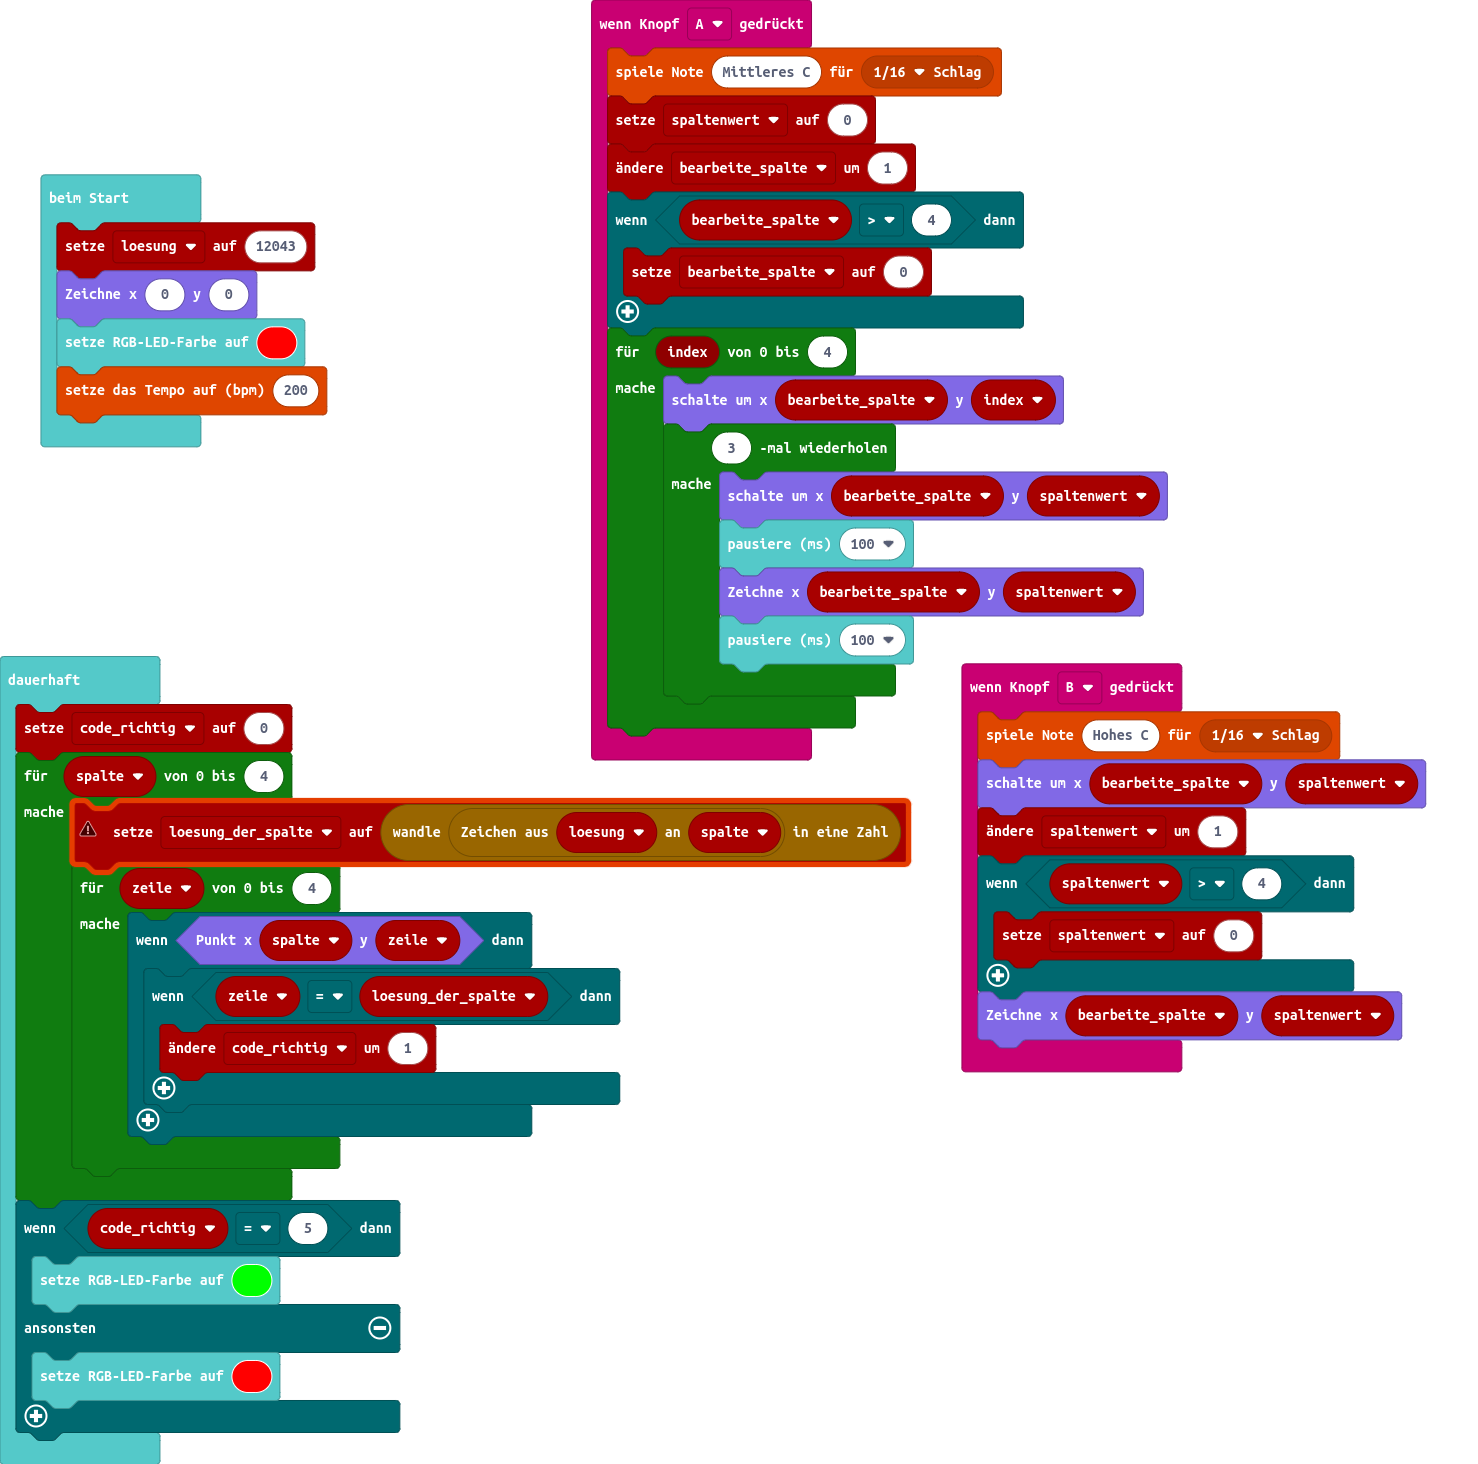 beim Start
setze loesung auf 12043
Zeichne x 0 y 0
setze RGB-LED-Farbe auf
setze das Tempo auf (bpm) 200
wenn Knopf A gedrückt
spiele Note Mittleres C für 1/16 Schlag
setze spaltenwert auf 0
ändere bearbeite_spalte um 1
wenn bearbeite_spalte > 4 dann
setze bearbeite_spalte auf 0
für index von 0 bis 4
mache schalte um x bearbeite_spalte y index
3 -mal wiederholen
mache schalte um x bearbeite_spalte y spaltenwert
pausiere (ms) 100
Zeichne x bearbeite_spalte y spaltenwert
pausiere (ms) 100
dauerhaft
setze code_richtig auf 0
für spalte von 0 bis 4
mache setze loesung_der_spalte auf wandle Zeichen aus loesung an spalte in eine Zahl
für zeile von 0 bis 4
mache wenn Punkt x spalte y zeile dann
wenn zeile = loesung_der_spalte dann
ändere code_richtig um 1
wenn code_richtig = 5 dann
setze RGB-LED-Farbe auf
ansonsten
setze RGB-LED-Farbe auf
wenn Knopf B gedrückt
spiele Note Hohes C für 1/16 Schlag
schalte um x bearbeite_spalte y spaltenwert
ändere spaltenwert um 1
wenn spaltenwert > 4 dann
setze spaltenwert auf 0
Zeichne x bearbeite_spalte y spaltenwert